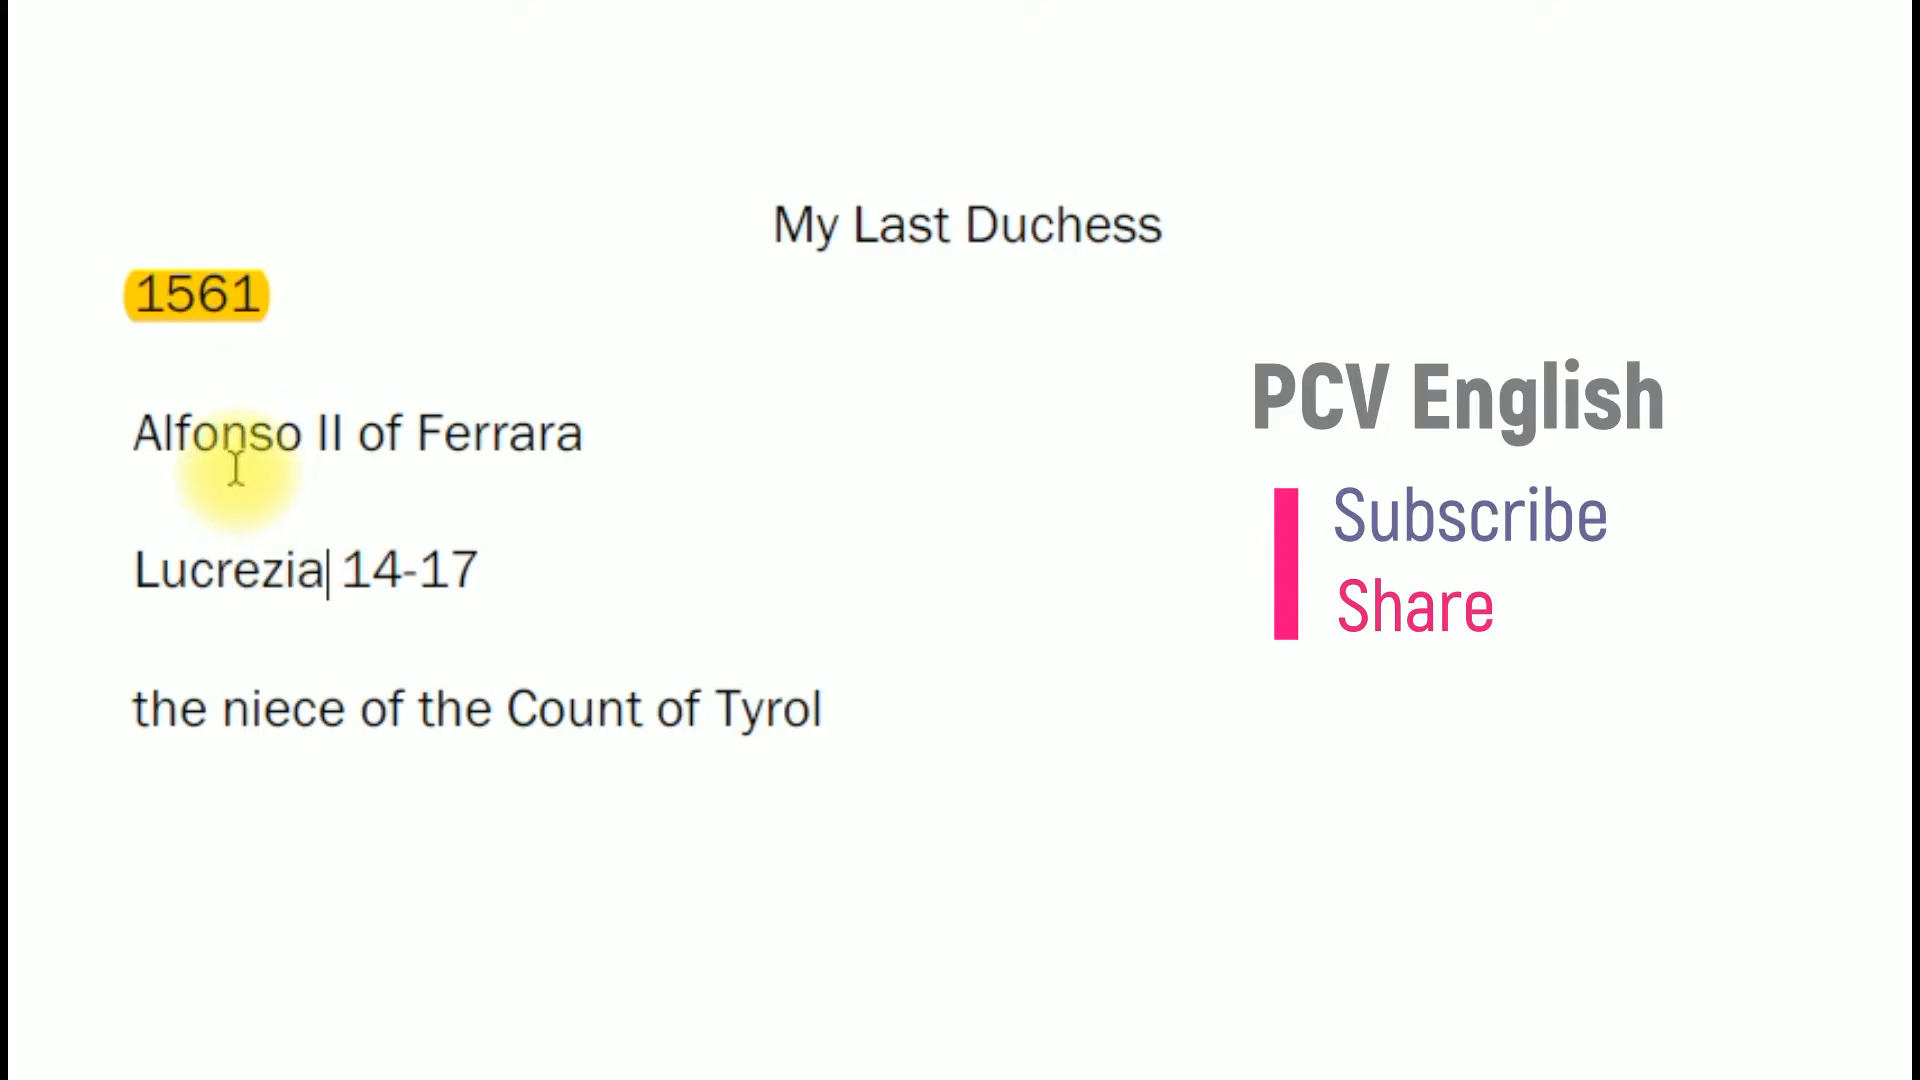 My Last Duchess
1561
Alfonso II of Ferrara
Lucrezia 14-17
the niece of the Count of Tyrol
PCV English
Subscribe
Share